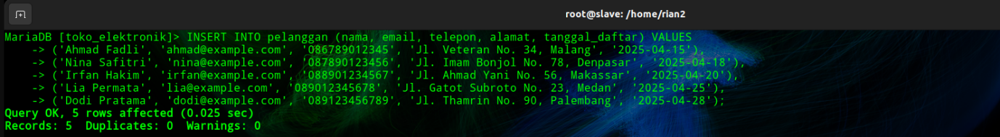 root@slave: /home/rian2
MariaDB [toko_elektronik]> INSERT INTO pelanggan (nama, email, telepon, alamat, tanggal_daftar) VALUES
    -> ('Ahmad Fadli', 'ahmad@example.com', '086789012345', 'Jl. Veteran No. 34, Malang', '2025-04-15'),
    -> ('Nina Safitri', 'nina@example.com', '087890123456', 'Jl. Imam Bonjol No. 78, Denpasar', '2025-04-18'),
    -> ('Irfan Hakim', 'irfan@example.com', '088901234567', 'Jl. Ahmad Yani No. 56, Makassar', '2025-04-20'),
    -> ('Lia Permata', 'lia@example.com', '089012345678', 'Jl. Gatot Subroto No. 23, Medan', '2025-04-25'),
    -> ('Dodi Pratama', 'dodi@example.com', '089123456789', 'Jl. Thamrin No. 90, Palembang', '2025-04-28');
Query OK, 5 rows affected (0.025 sec)
Records: 5  Duplicates: 0  Warnings: 0